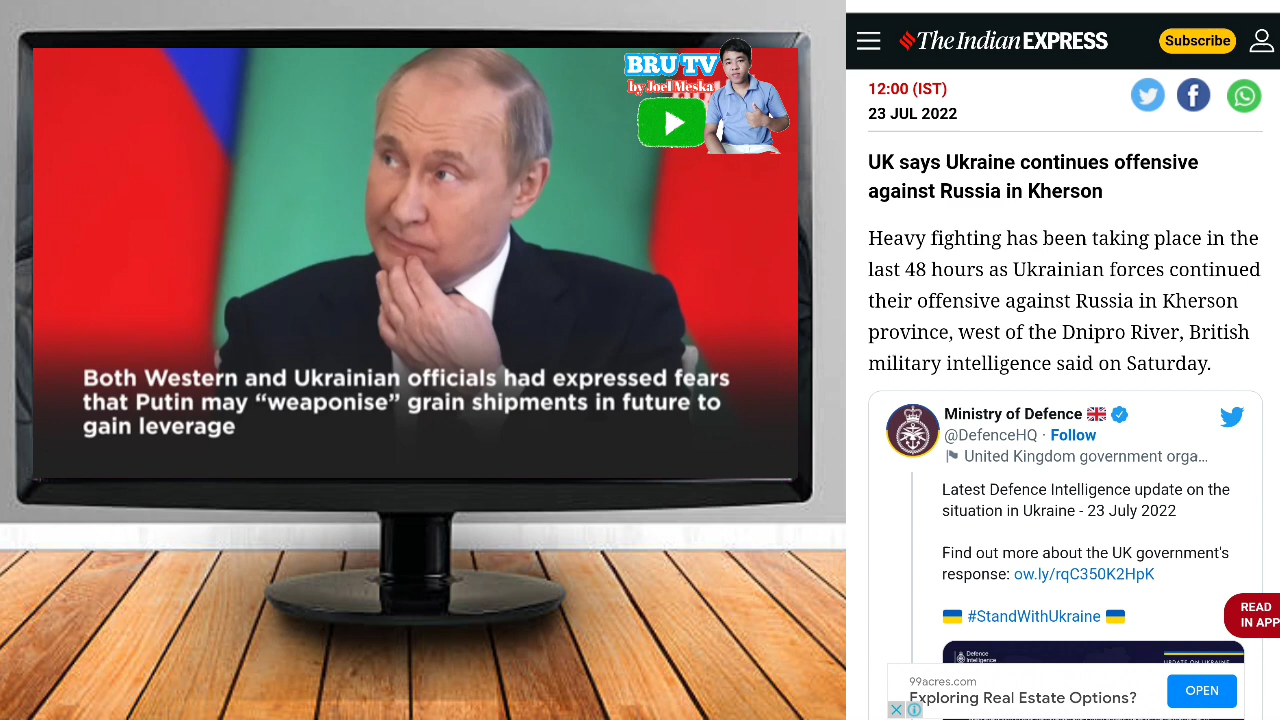 BRU TV
by Joel Meska
Both Western and Ukrainian officials had expressed fears
that Putin may “weaponise” grain shipments in future to
gain leverage
The Indian EXPRESS
Subscribe
12:00 (IST)
23 JUL 2022
UK says Ukraine continues offensive
against Russia in Kherson
Heavy fighting has been taking place in the
last 48 hours as Ukrainian forces continued
their offensive against Russia in Kherson
province, west of the Dnipro River, British
military intelligence said on Saturday.
Ministry of Defence
@DefenceHQ · Follow
United Kingdom government orga...
Latest Defence Intelligence update on the
situation in Ukraine - 23 July 2022
Find out more about the UK government's
response: ow.ly/rqC350K2HpK
#StandWithUkraine
READ
IN APP
Defence
Intelligence
UPDATE ON UKRAINE
99acres.com
Exploring Real Estate Options?
OPEN